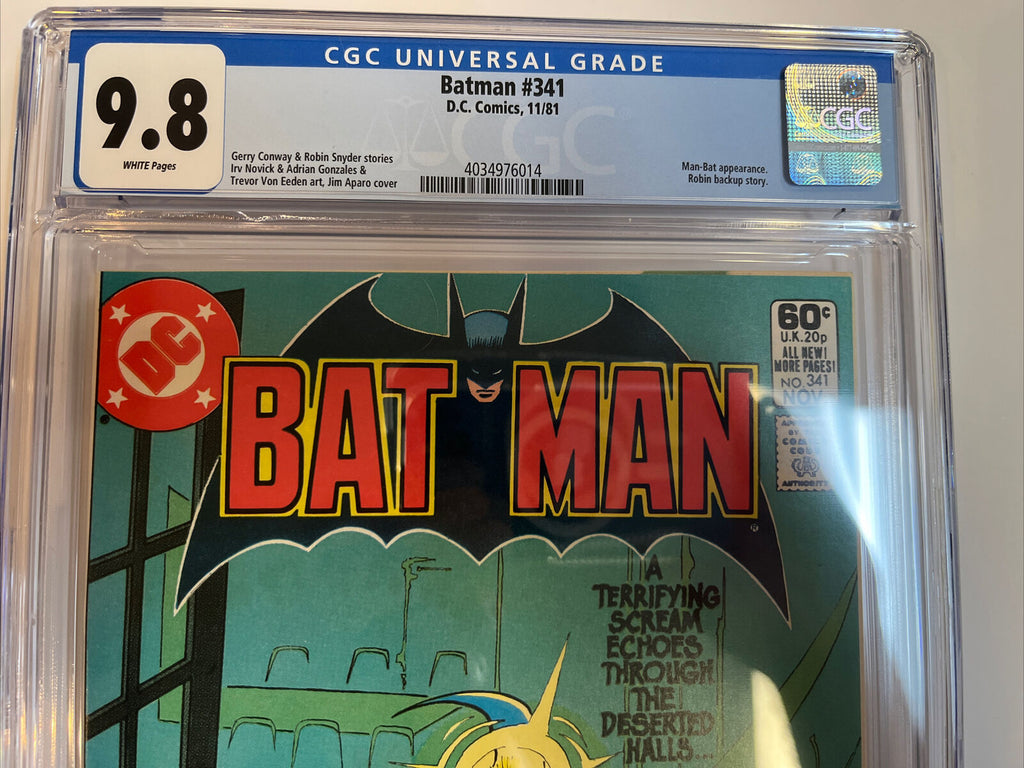 CGC UNIVERSAL GRADE
9.8
WHITE Pages
Batman #341
D.C. Comics, 11/81
CGC
Gerry Conway & Robin Snyder stories
Irv Novick & Adrian Gonzales &
Trevor Von Eeden art, Jim Aparo cover
4034976014
Man-Bat appearance.
Robin backup story.
CGC
DC
BATMAN
®
60¢
U.K. 20p
ALL NEW!
MORE PAGES!
NO. 341
NOV
AUTHORITY
A
TERRIFYING
SCREAM
ECHOES
THROUGH
THE
DESERTED
HALLS...